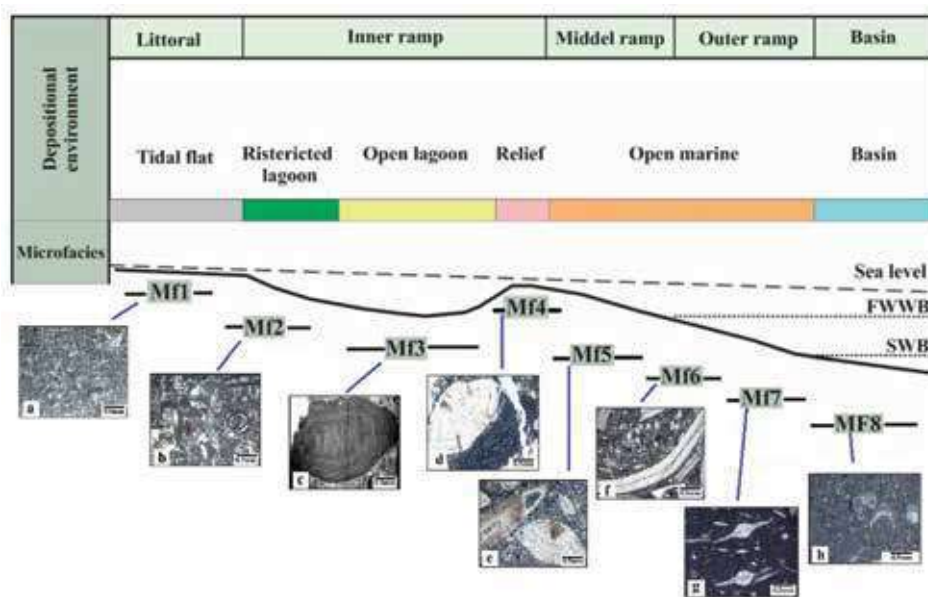 Depositional
environment
Littoral
Inner ramp
Middel ramp
Outer ramp
Basin
Tidal flat
Ristericted
lagoon
Open lagoon
Relief
Open marine
Basin
Microfacies
Sea level
FWWB
SWB
Mf1
Mf2
Mf3
Mf4
Mf5
Mf6
Mf7
MF8
a
b
c
d
e
f
g
h